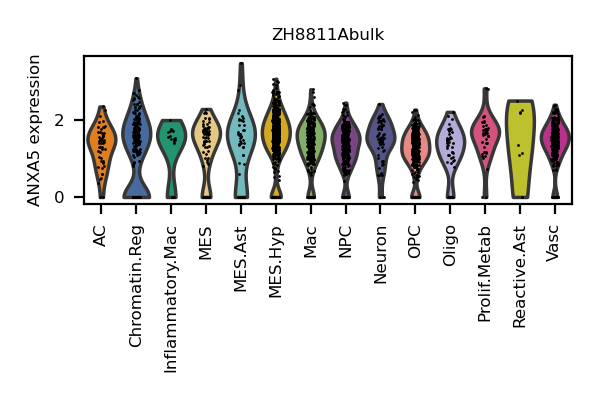 ZH8811Abulk
ANXA5 expression
2
0
AC
Chromatin.Reg
Inflammatory.Mac
MES
MES.Ast
MES.Hyp
Mac
NPC
Neuron
OPC
Oligo
Prolif.Metab
Reactive.Ast
Vasc